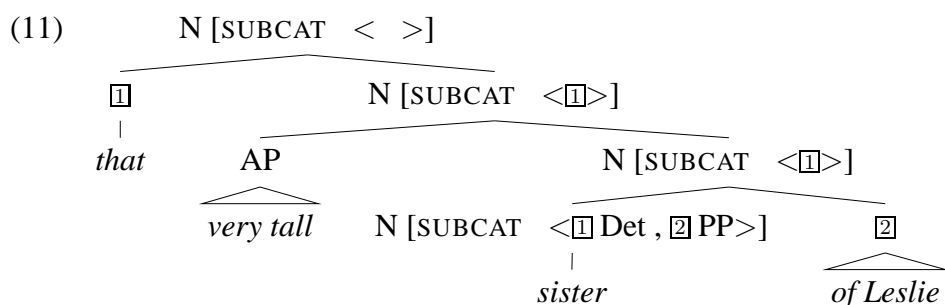 (11) N [SUBCAT < >]
1 N [SUBCAT <1>]
that AP N [SUBCAT <1>]
very tall N [SUBCAT <1 Det , 2 PP>] 2
sister of Leslie